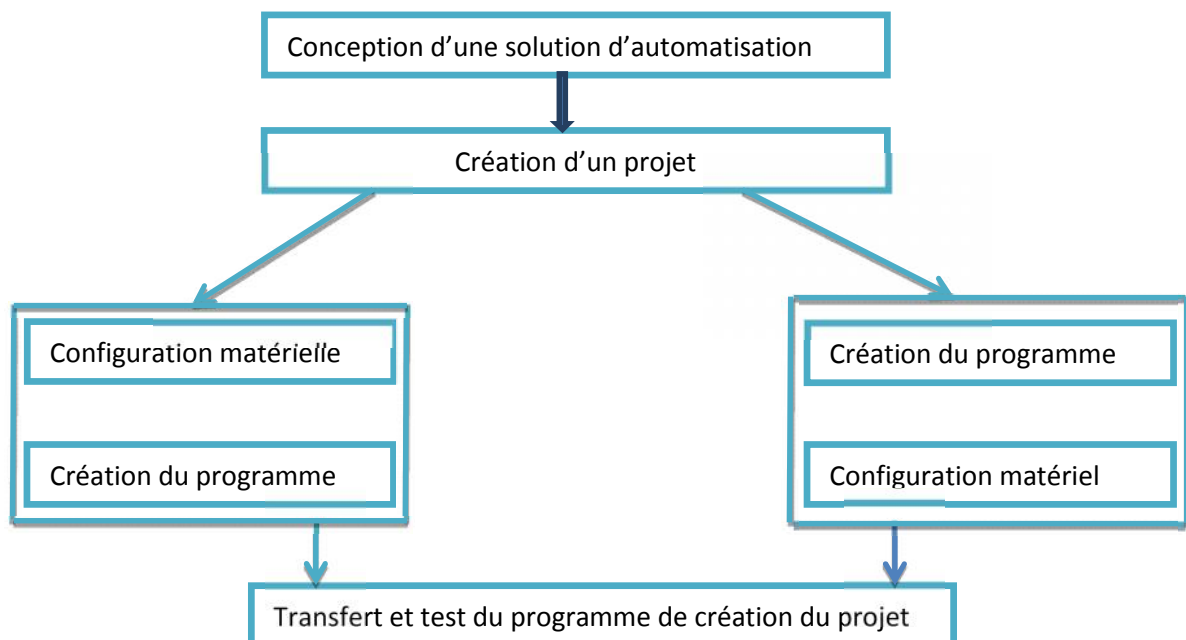 Conception d’une solution d’automatisation
Création d’un projet
Configuration matérielle
Création du programme
Création du programme
Configuration matériel
Transfert et test du programme de création du projet